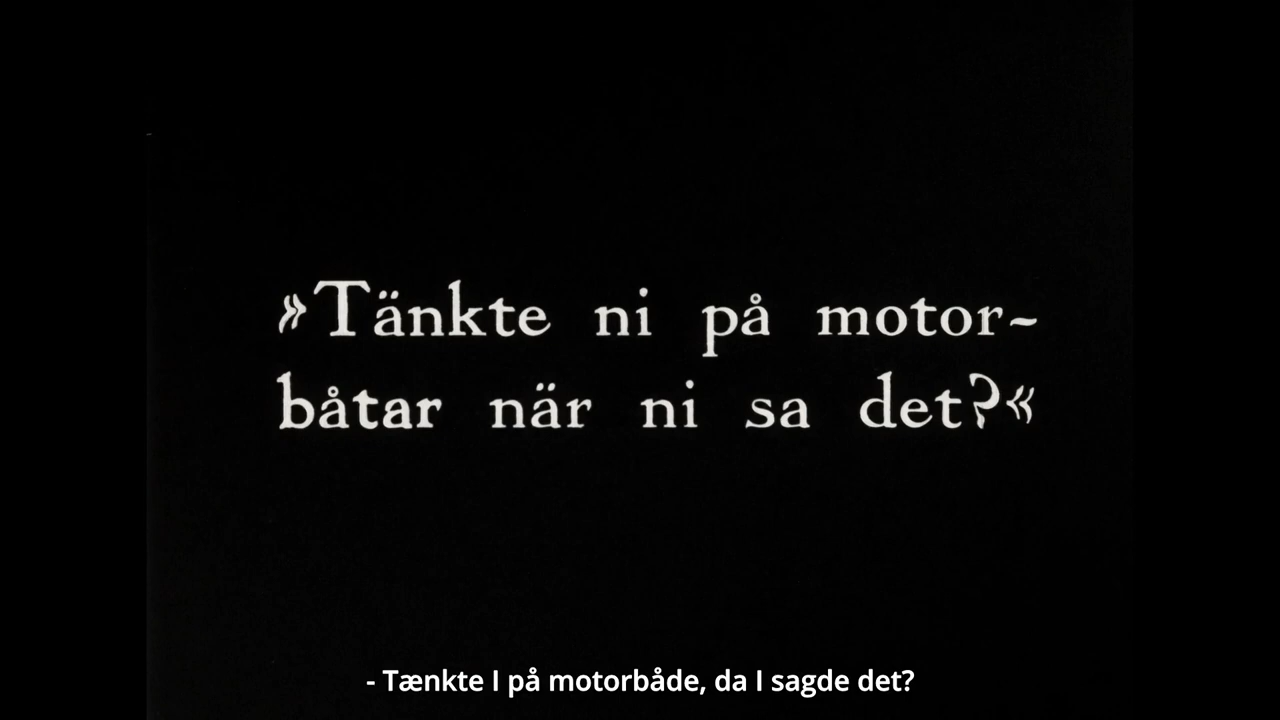 »Tänkte ni på motor-
båtar när ni sa det?«
- Tænkte I på motorbåde, da I sagde det?